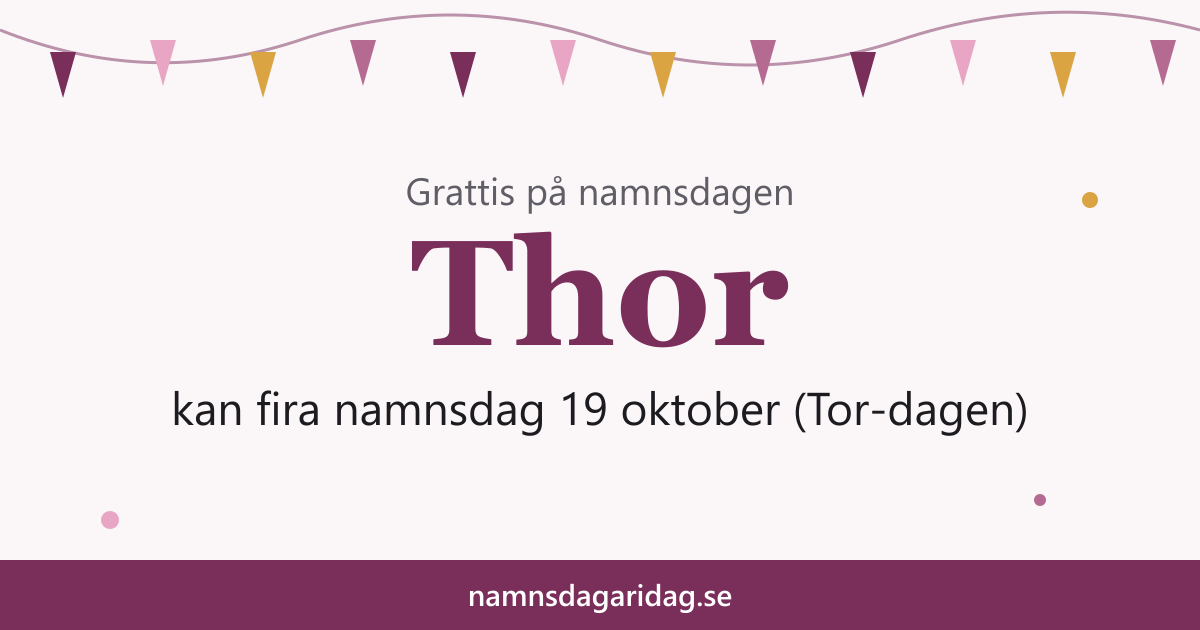 Grattis på namnsdagen
Thor
kan fira namnsdag 19 oktober (Tor-dagen)
namnsdagaridag.se